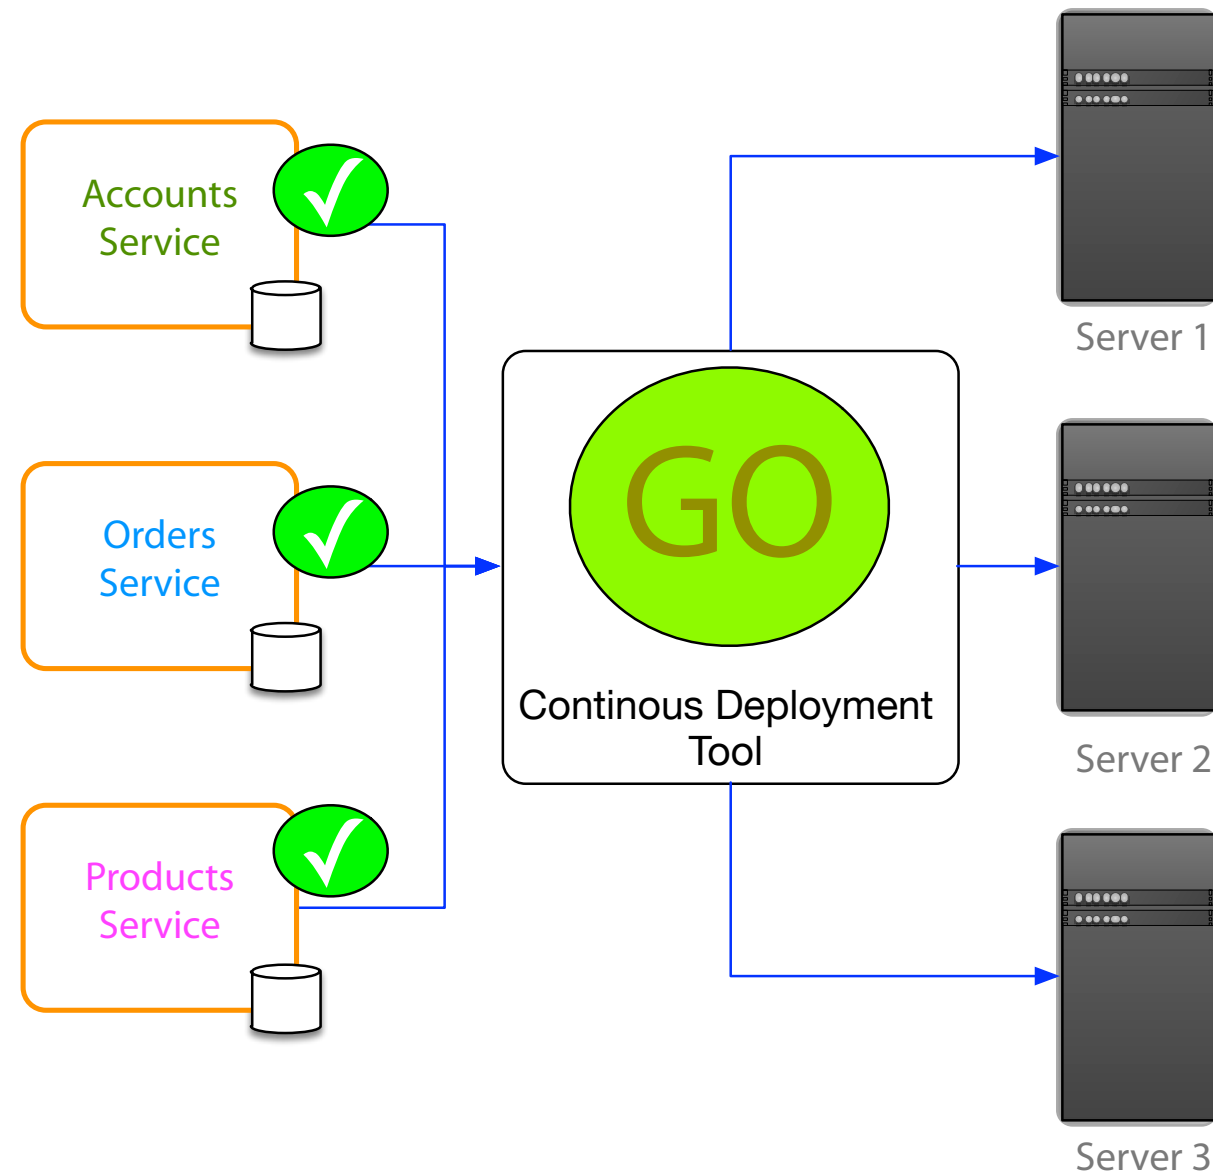 Accounts
Service
Orders
Service
Products
Service
GO
Continous Deployment
Tool
Server 1
Server 2
Server 3